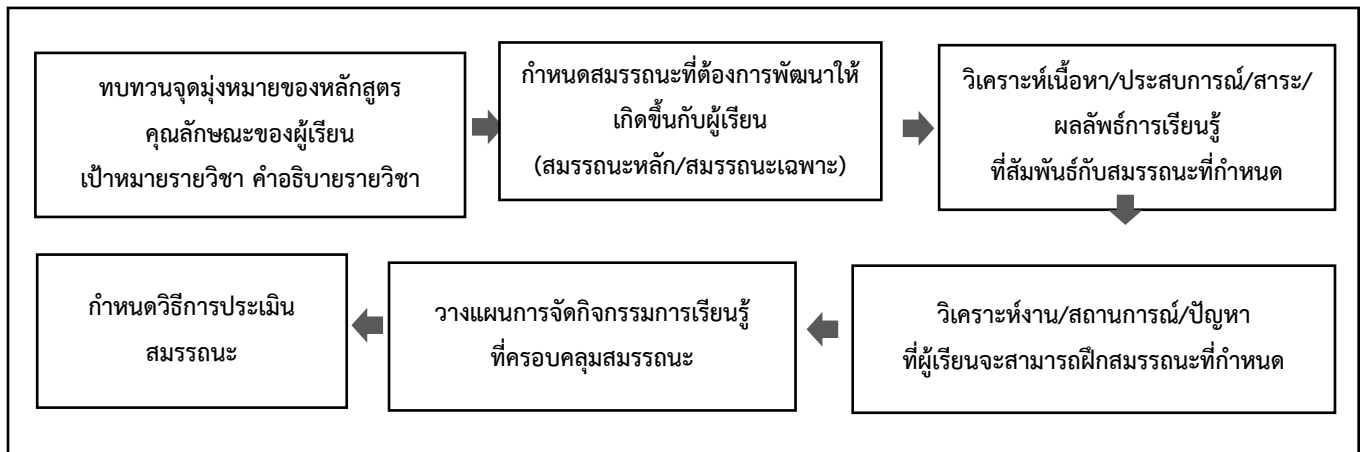 ทบทวนจุดมุ่งหมายของหลักสูตร
คุณลักษณะของผู้เรียน
เป้าหมายรายวิชา คำอธิบายรายวิชา
กำหนดสมรรถนะที่ต้องการพัฒนาให้
เกิดขึ้นกับผู้เรียน
(สมรรถนะหลัก/สมรรถนะเฉพาะ)
วิเคราะห์เนื้อหา/ประสบการณ์/สาระ/
ผลลัพธ์การเรียนรู้
ที่สัมพันธ์กับสมรรถนะที่กำหนด
วิเคราะห์งาน/สถานการณ์/ปัญหา
ที่ผู้เรียนจะสามารถฝึกสมรรถนะที่กำหนด
วางแผนการจัดกิจกรรมการเรียนรู้
ที่ครอบคลุมสมรรถนะ
กำหนดวิธีการประเมิน
สมรรถนะ